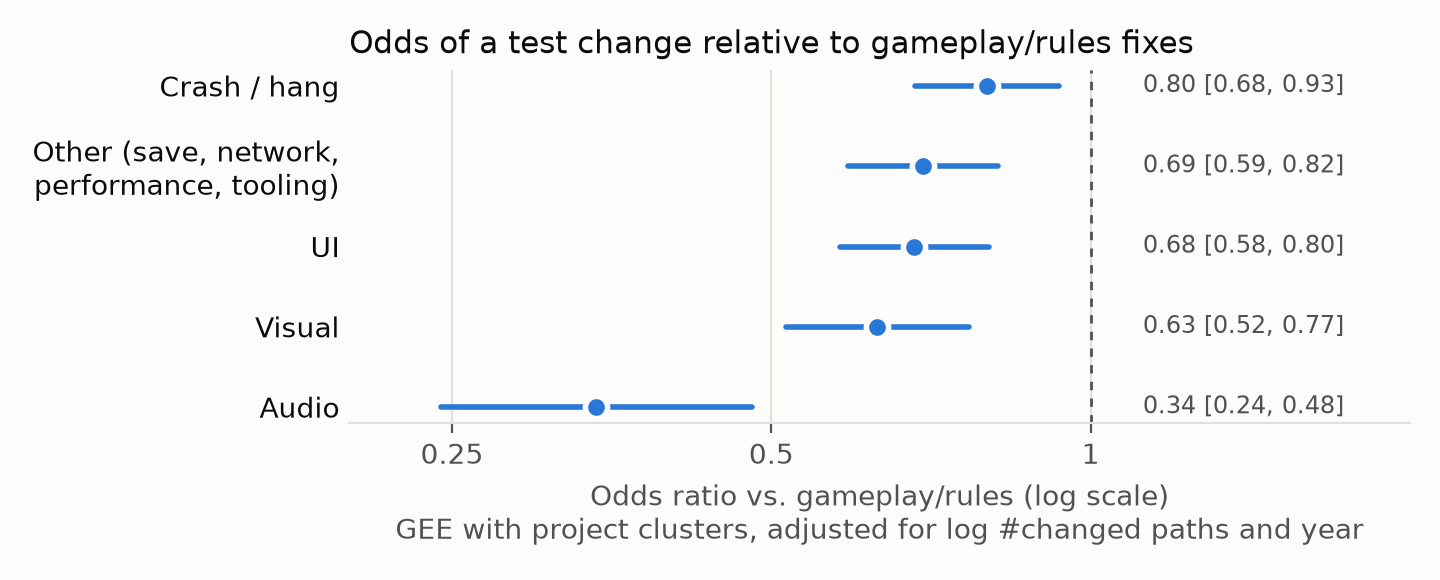 Odds of a test change relative to gameplay/rules fixes
Crash / hang
0.80 [0.68, 0.93]
Other (save, network,
performance, tooling)
0.69 [0.59, 0.82]
UI
0.68 [0.58, 0.80]
Visual
0.63 [0.52, 0.77]
Audio
0.34 [0.24, 0.48]
0.25
0.5
1
Odds ratio vs. gameplay/rules (log scale)
GEE with project clusters, adjusted for log #changed paths and year